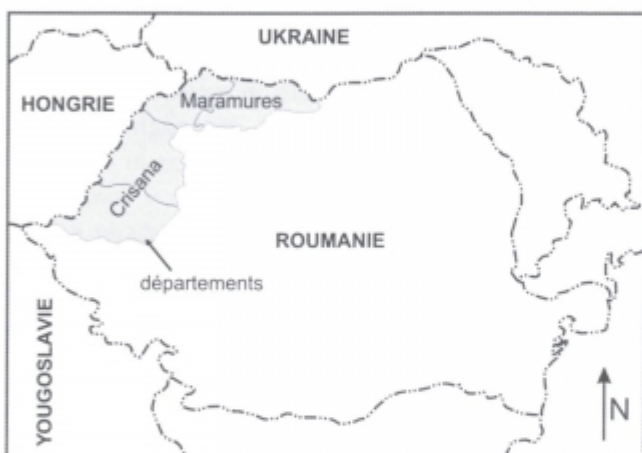 UKRAINE
HONGRIE
Maramures
Crisana
ROUMANIE
départements
YOUGOSLAVIE
N